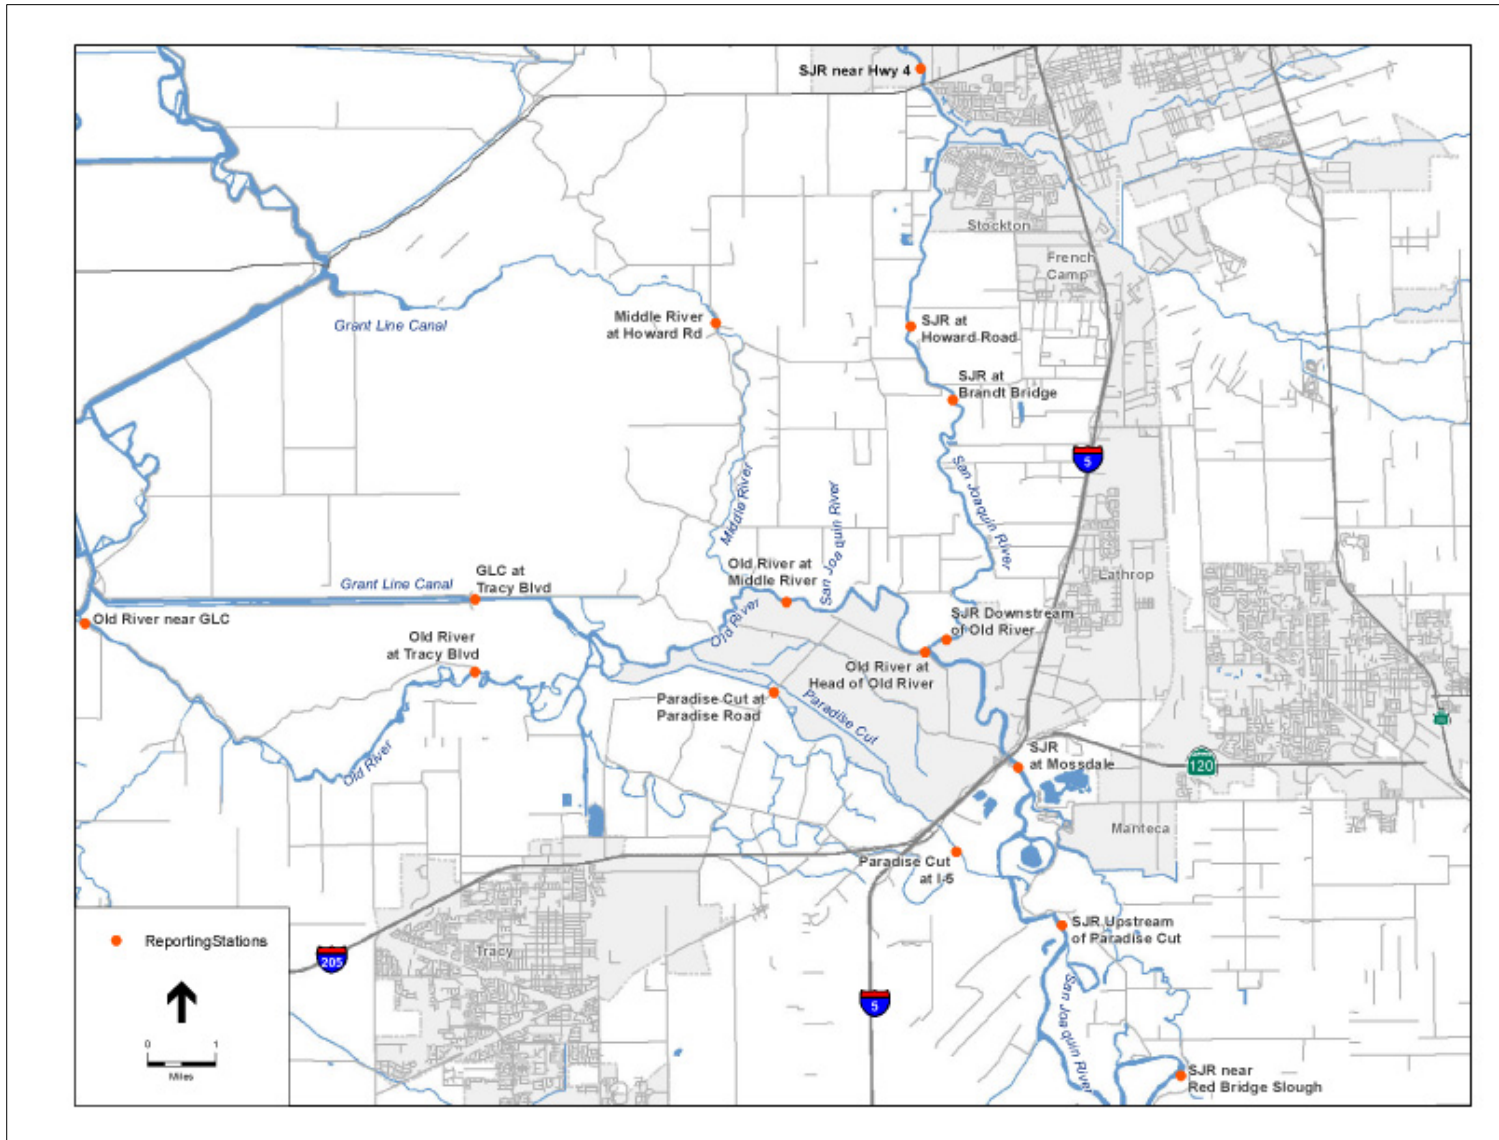 SJR near Hwy 4
Stockton
French
Camp
Grant Line Canal
Middle River
at Howard Rd
SJR at
Howard Road
SJR at
Brandt Bridge
5
San Joaquin River
Middle River
San Joa quin River
Old River at
Middle River
GLC at
Tracy Blvd
Grant Line Canal
Lathrop
Old River near GLC
Old River
at Tracy Blvd
Old River
SJR Downstream
of Old River
Old River at
Head of Old River
Paradise Cut at
Paradise Road
Paradise Cut
Old River
SJR
at Mossdale
120
Manteca
Paradise Cut
at I-5
SJR Upstream
of Paradise Cut
ReportingStations
205
Tracy
5
San Joa quin River
0 1
Miles
SJR near
Red Bridge Slough